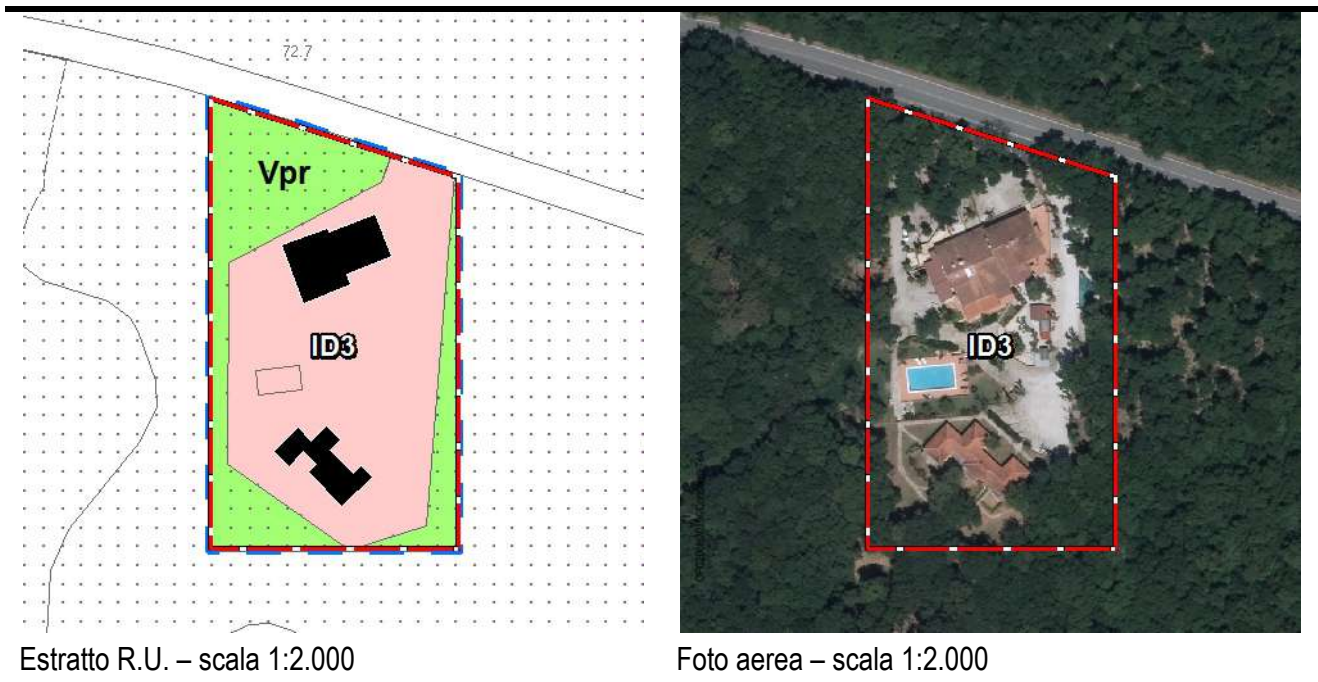 72.7
Vpr
ID3
ID3
Estratto R.U. – scala 1:2.000
Foto aerea – scala 1:2.000